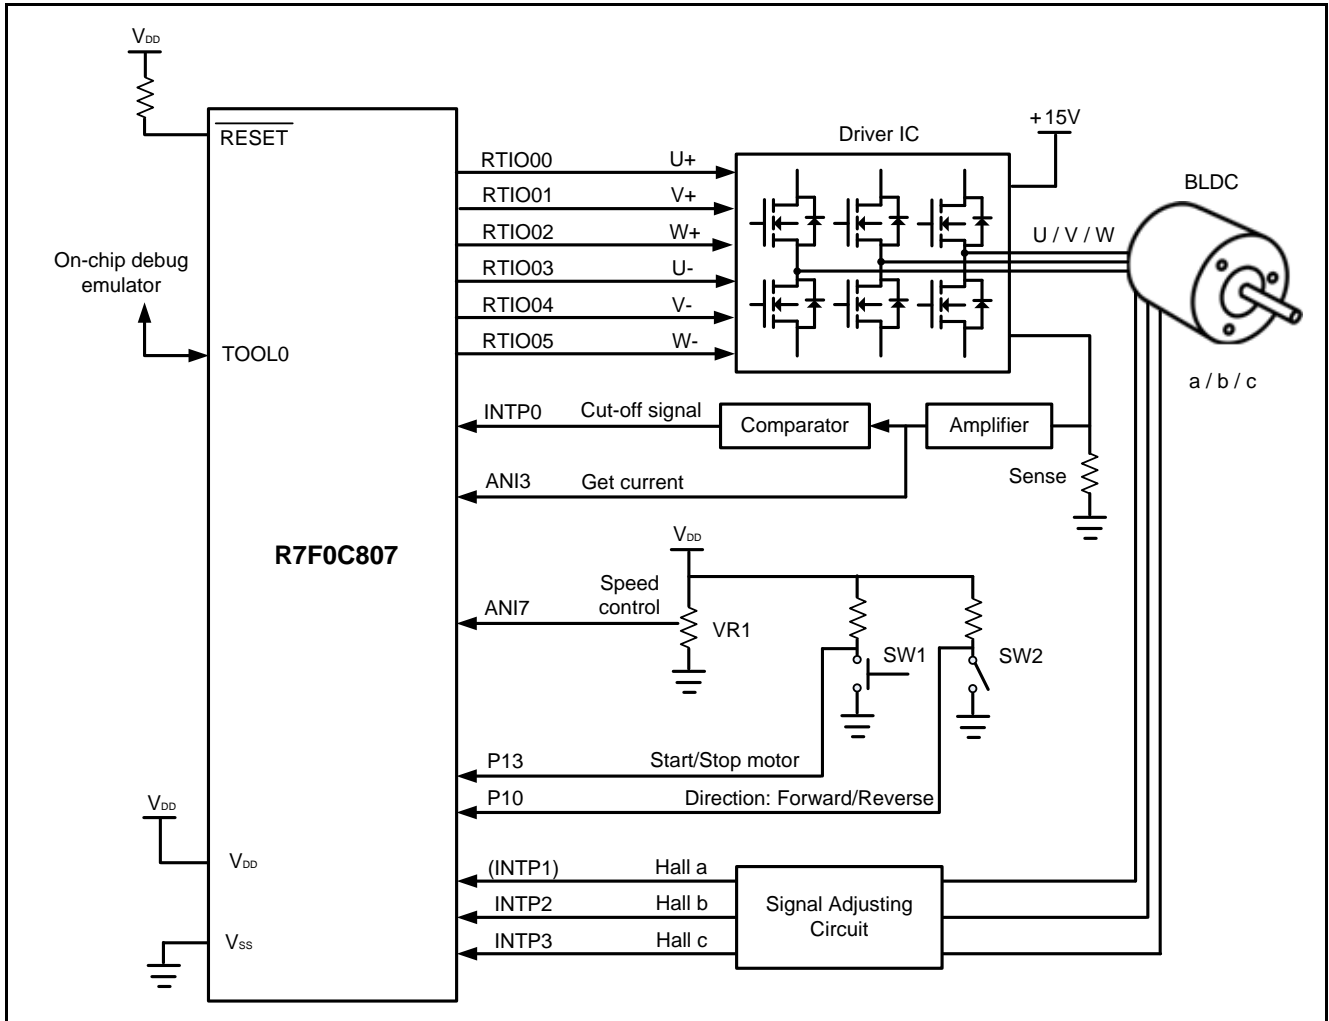 VDD
RESET
On-chip debug
emulator
TOOL0
R7F0C807
VDD
VDD
VSS
RTIO00 U+
RTIO01 V+
RTIO02 W+
RTIO03 U-
RTIO04 V-
RTIO05 W-
Driver IC
+15V
BLDC
U / V / W
a / b / c
INTP0 Cut-off signal
Comparator
Amplifier
ANI3 Get current
Sense
VDD
Speed
control
ANI7
VR1
SW1
SW2
P13 Start/Stop motor
P10 Direction: Forward/Reverse
(INTP1) Hall a
INTP2 Hall b
INTP3 Hall c
Signal Adjusting
Circuit